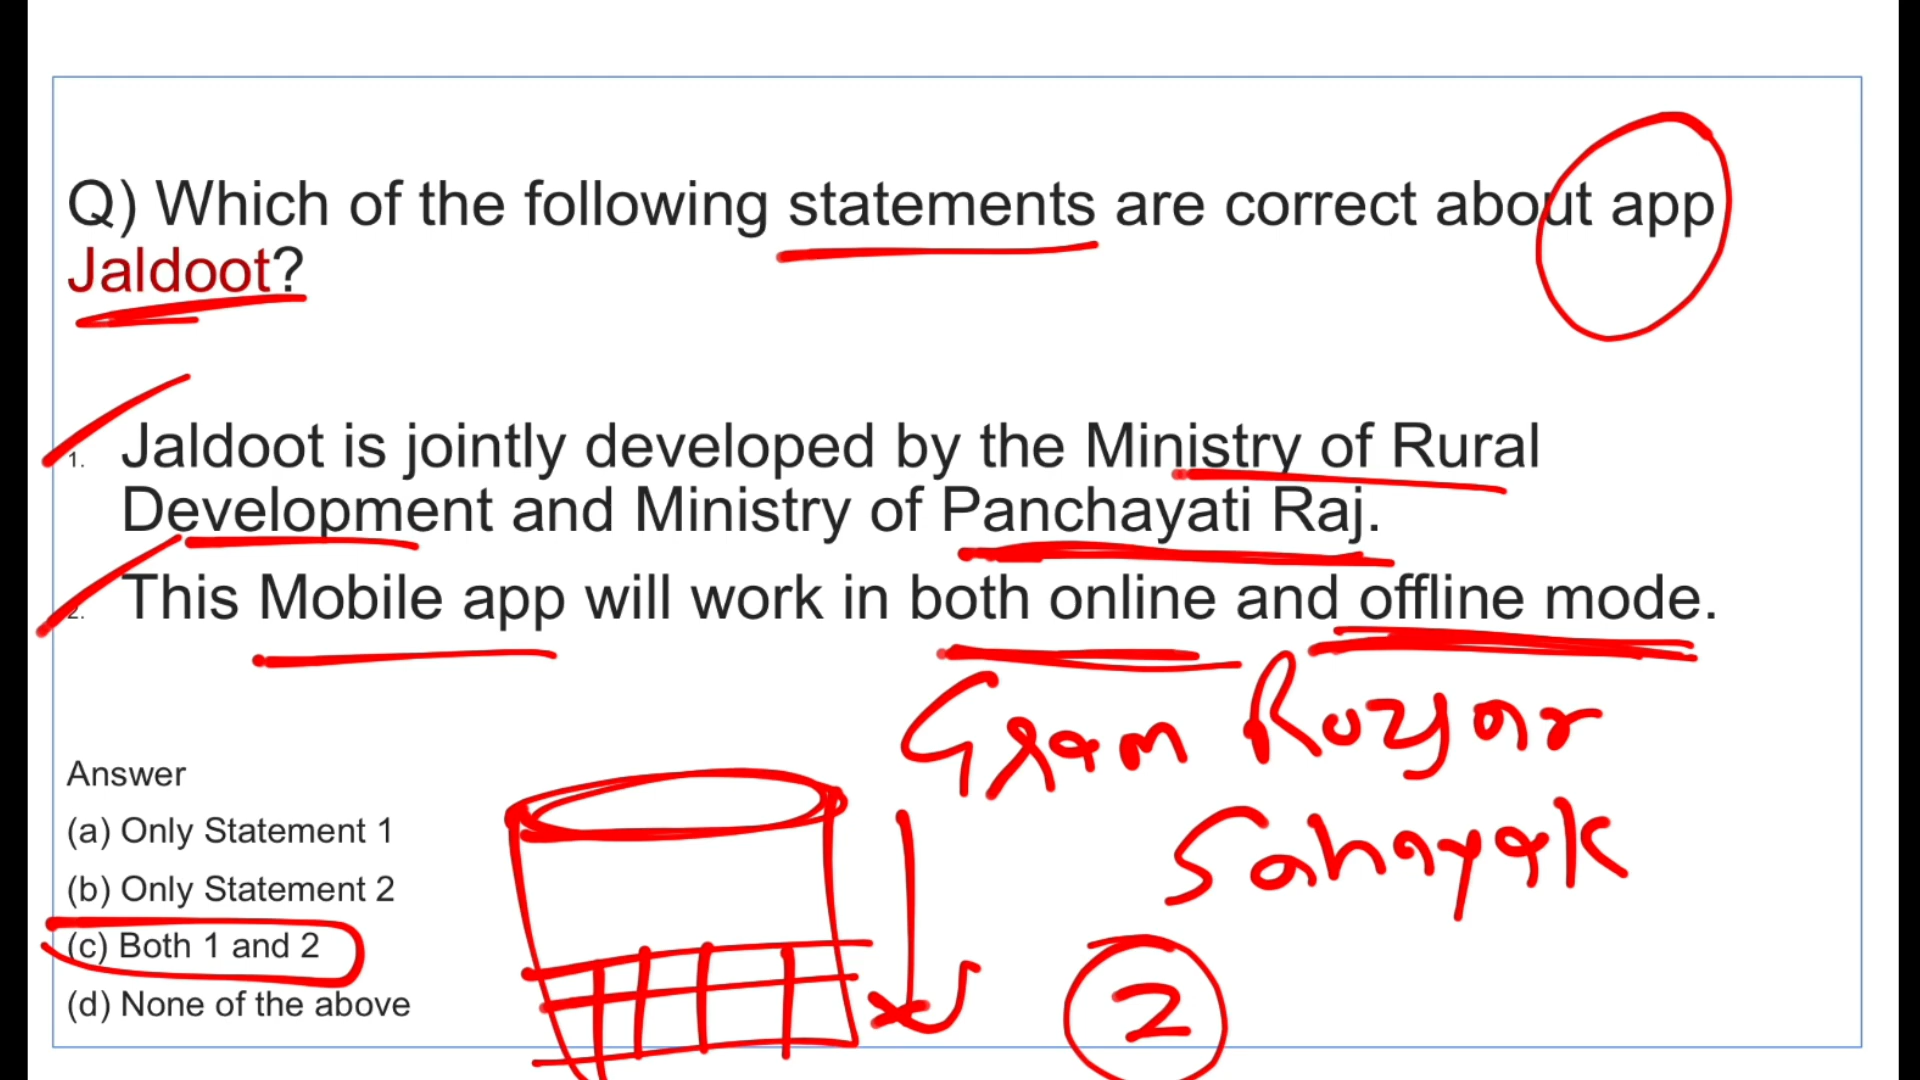 Q) Which of the following statements are correct about app
Jaldoot?
1. Jaldoot is jointly developed by the Ministry of Rural
Development and Ministry of Panchayati Raj.
2. This Mobile app will work in both online and offline mode.
Gram Rozgar
Sahayak
Answer
(a) Only Statement 1
(b) Only Statement 2
(c) Both 1 and 2
(d) None of the above
2